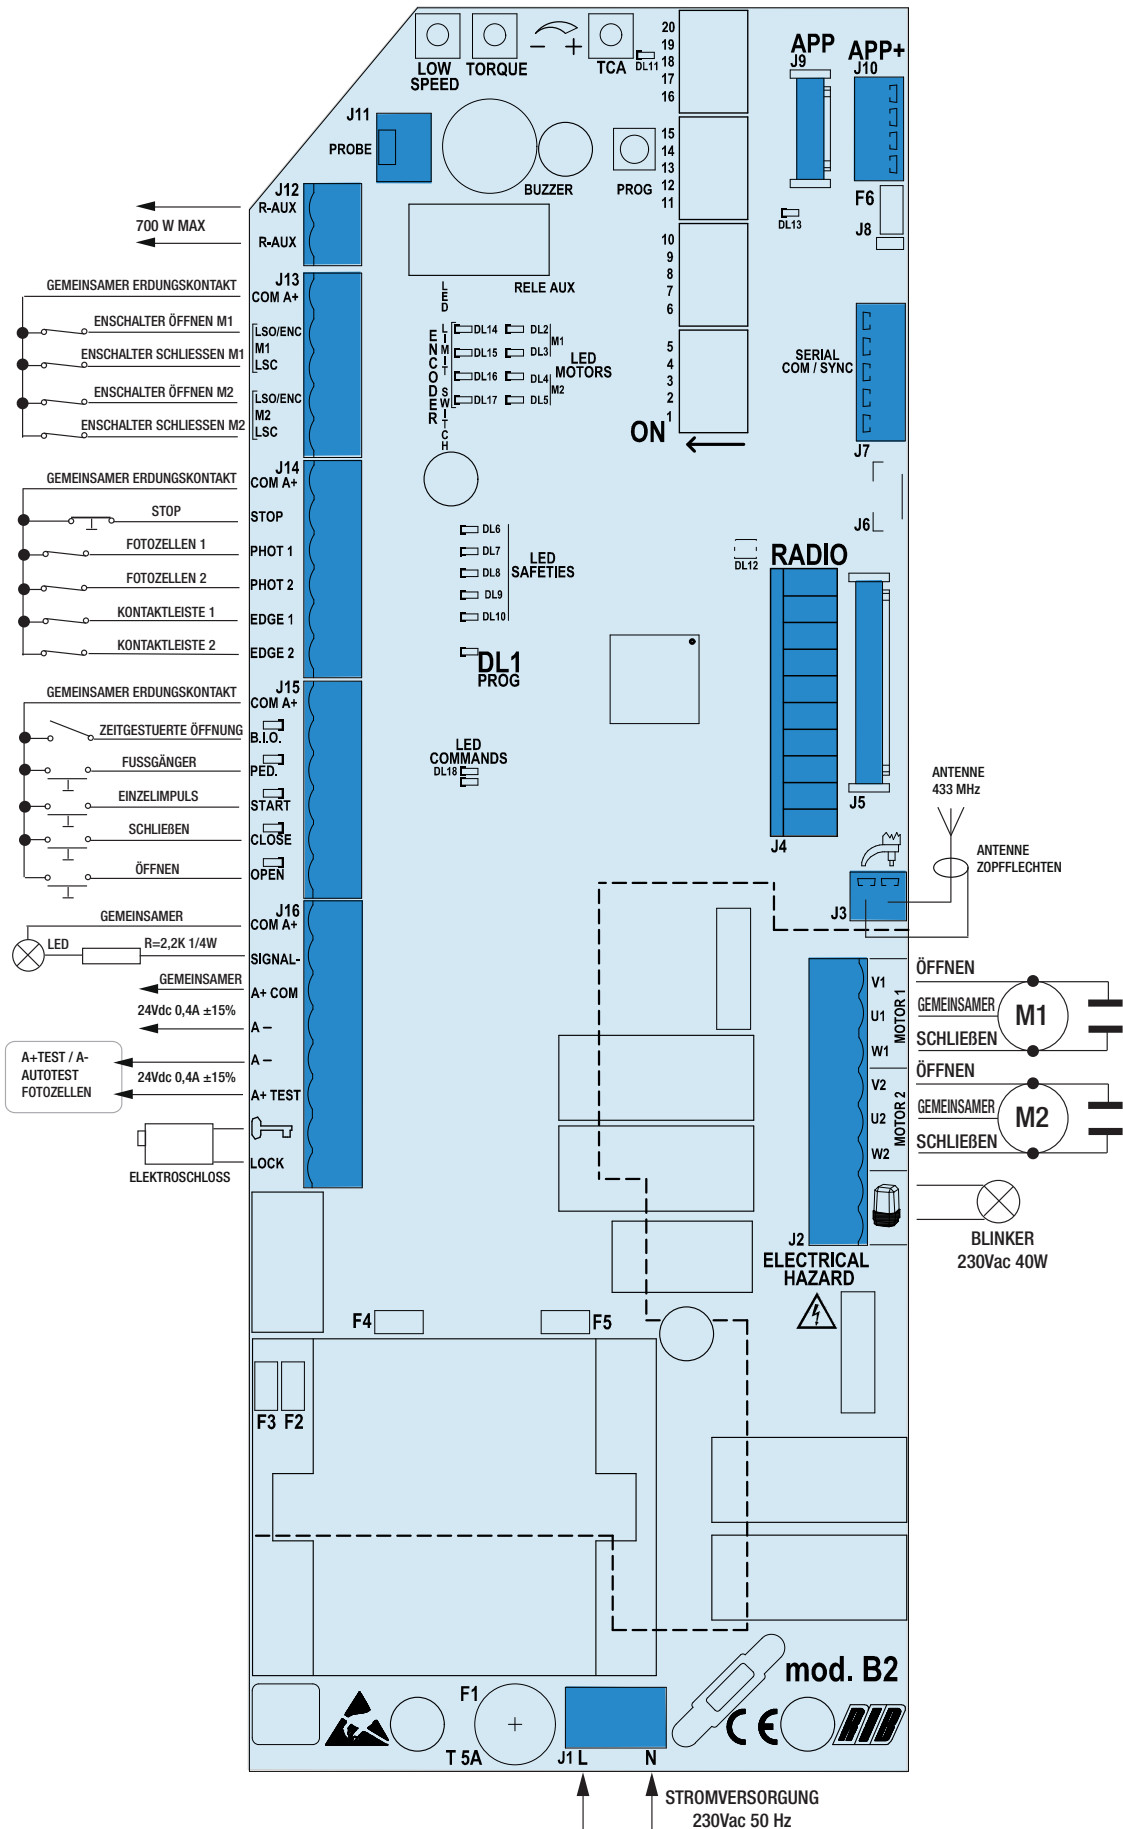 LOW
SPEED
TORQUE
− +
TCA
DL11
20
19
18
17
16
APP
J9
APP+
J10
J11
PROBE
BUZZER
PROG
15
14
13
12
11
DL13
F6
J8
J12
R-AUX
700 W MAX
R-AUX
RELE AUX
10
9
8
7
6
J13
GEMEINSAMER ERDUNGSKONTAKT
COM A+
ENSCHALTER ÖFFNEN M1
LSO/ENC
M1
ENSCHALTER SCHLIESSEN M1
LSC
ENSCHALTER ÖFFNEN M2
LSO/ENC
M2
ENSCHALTER SCHLIESSEN M2
LSC
LED
LIMIT SWITCH
ENCODER
DL14
DL15
DL16
DL17
DL2
M1
DL3
DL4
M2
DL5
LED
MOTORS
5
4
3
2
1
ON
SERIAL
COM / SYNC
J7
J6
J14
GEMEINSAMER ERDUNGSKONTAKT
COM A+
STOP
STOP
FOTOZELLEN 1
PHOT 1
FOTOZELLEN 2
PHOT 2
KONTAKTLEISTE 1
EDGE 1
KONTAKTLEISTE 2
EDGE 2
DL6
DL7
DL8
DL9
DL10
LED
SAFETIES
DL1
PROG
DL12
RADIO
J15
GEMEINSAMER ERDUNGSKONTAKT
COM A+
ZEITGESTUERTE ÖFFNUNG
B.I.O.
FUSSGÄNGER
PED.
EINZELIMPULS
START
SCHLIEẞEN
CLOSE
ÖFFNEN
OPEN
LED
COMMANDS
DL18
J4
J5
ANTENNE
433 MHz
ANTENNE
ZOPFFLECHTEN
J3
J16
GEMEINSAMER
COM A+
LED
R=2,2K 1/4W
SIGNAL-
GEMEINSAMER
A+ COM
24Vdc 0,4A ±15%
A −
A −
A+TEST / A-
AUTOTEST
FOTOZELLEN
24Vdc 0,4A ±15%
A+ TEST
ELEKTROSCHLOSS
LOCK
V1
U1
W1
MOTOR 1
ÖFFNEN
GEMEINSAMER
SCHLIEẞEN
M1
V2
U2
W2
MOTOR 2
ÖFFNEN
GEMEINSAMER
SCHLIEẞEN
M2
BLINKER
230Vac 40W
J2
ELECTRICAL
HAZARD
F4
F5
F3
F2
mod. B2
F1
T 5A
J1
L
N
CE
RIB
STROMVERSORGUNG
230Vac 50 Hz